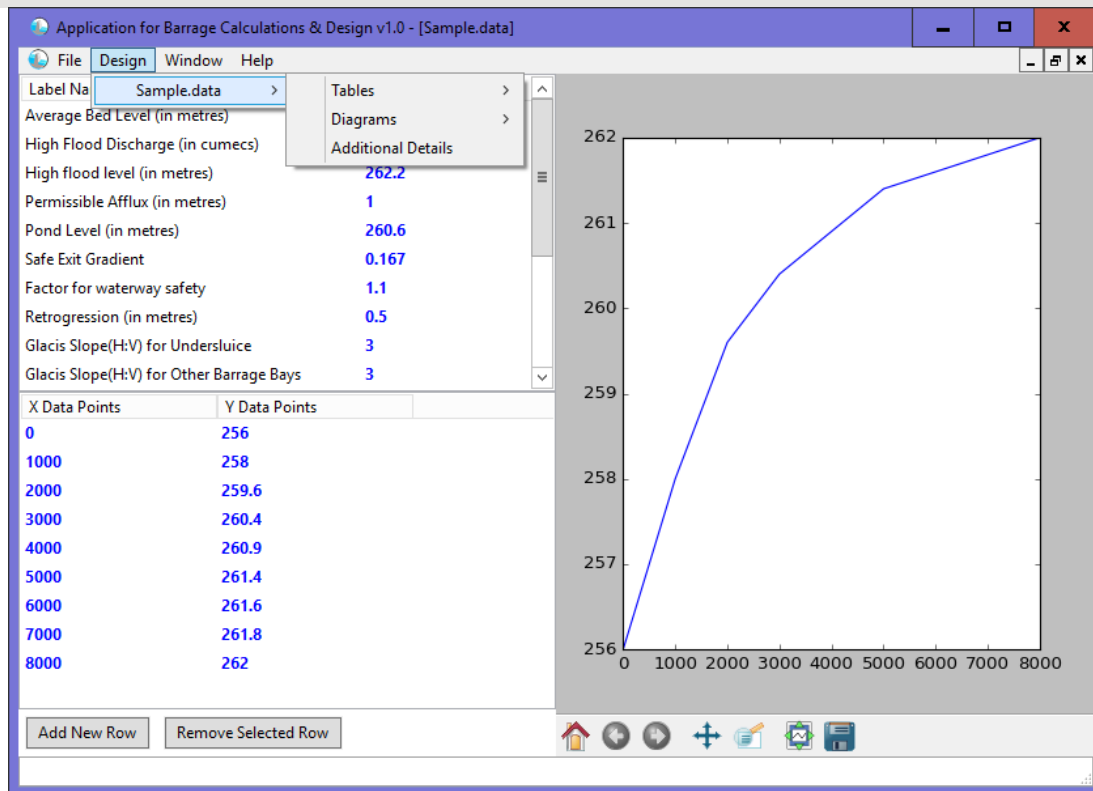 Application for Barrage Calculations & Design v1.0 - [Sample.data]
File Design Window Help
Label Na
Sample.data
Tables
Diagrams
Additional Details
Average Bed Level (in metres)
High Flood Discharge (in cumecs)
High flood level (in metres) 262.2
Permissible Afflux (in metres) 1
Pond Level (in metres) 260.6
Safe Exit Gradient 0.167
Factor for waterway safety 1.1
Retrogression (in metres) 0.5
Glacis Slope(H:V) for Undersluice 3
Glacis Slope(H:V) for Other Barrage Bays 3
X Data Points Y Data Points
0 256
1000 258
2000 259.6
3000 260.4
4000 260.9
5000 261.4
6000 261.6
7000 261.8
8000 262
Add New Row Remove Selected Row
262
261
260
259
258
257
256
0 1000 2000 3000 4000 5000 6000 7000 8000